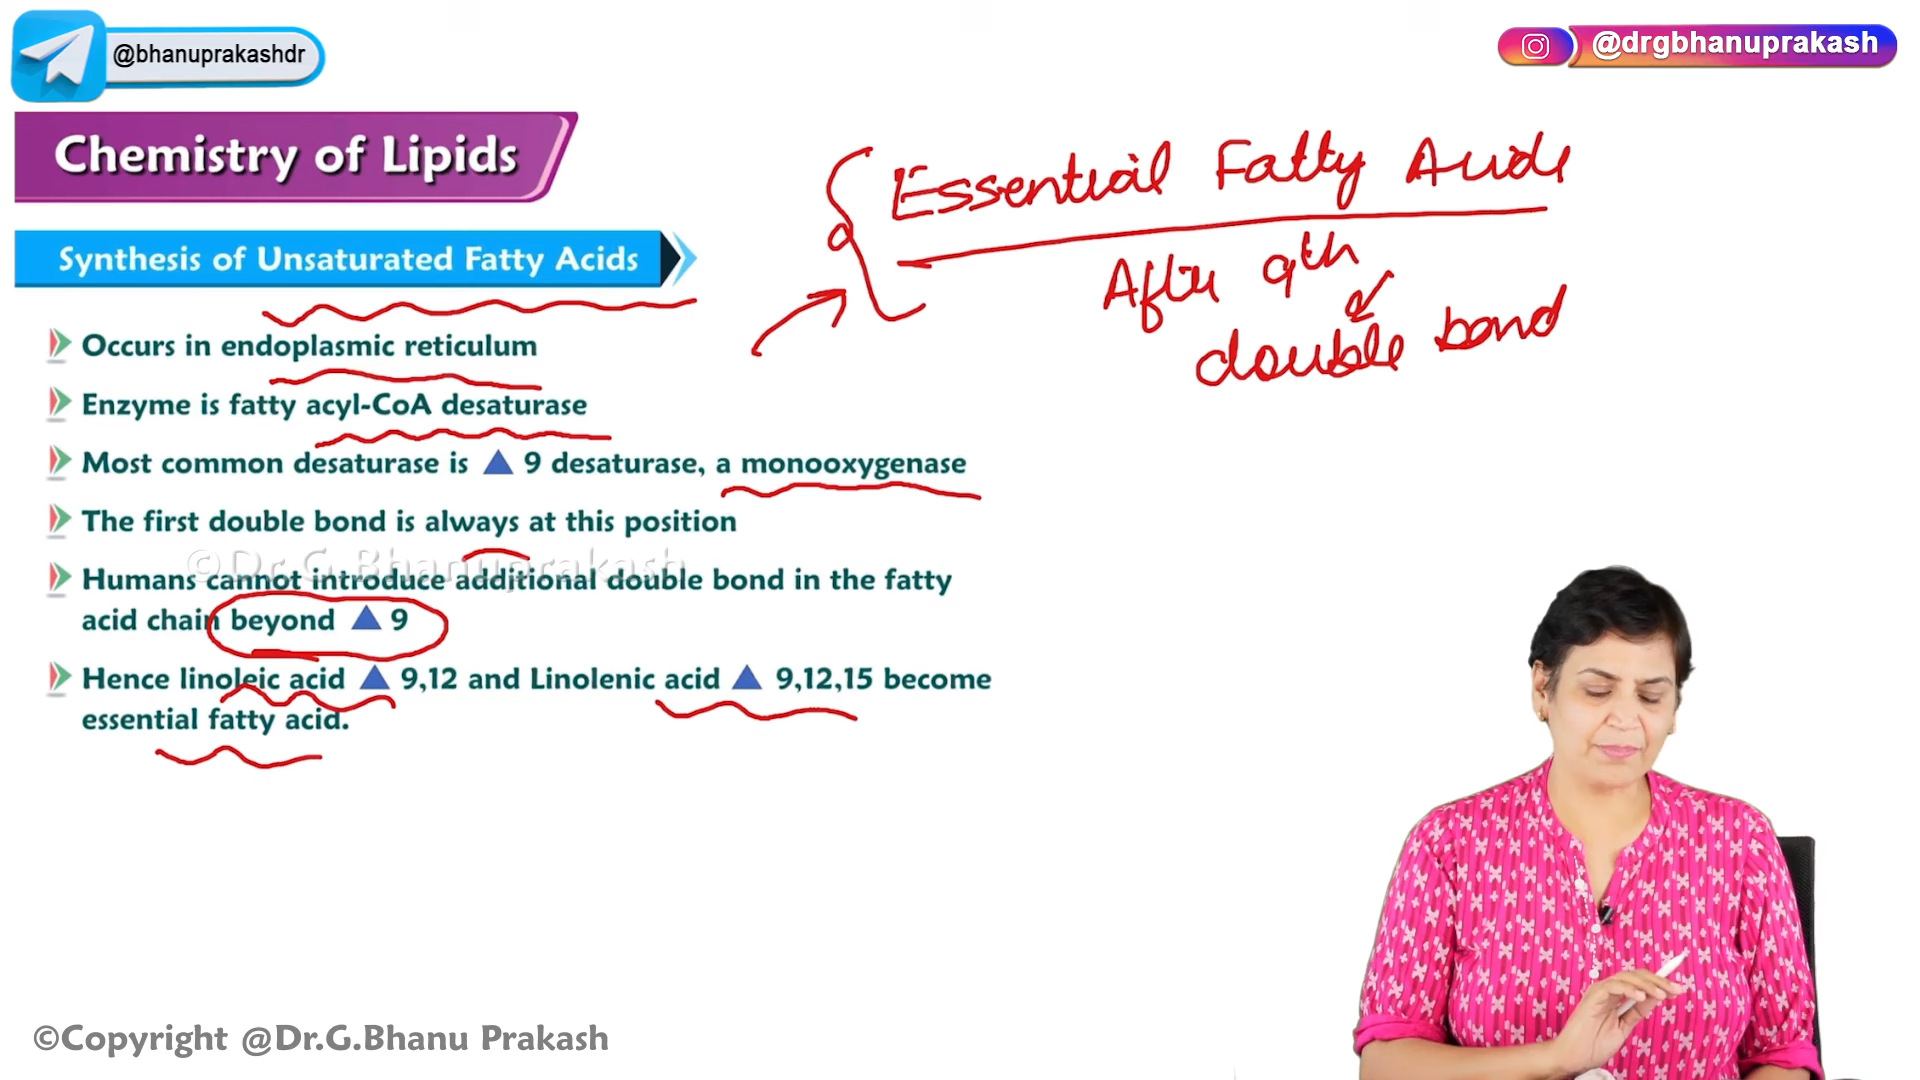 @bhanuprakashdr
@drgbhanuprakash
Chemistry of Lipids
Essential Fatty Acids
After 9th
double bond
Synthesis of Unsaturated Fatty Acids
Occurs in endoplasmic reticulum
Enzyme is fatty acyl-CoA desaturase
Most common desaturase is ▲ 9 desaturase, a monooxygenase
The first double bond is always at this position
©Dr.G.Bhanuprakash
Humans cannot introduce additional double bond in the fatty
acid chain beyond ▲ 9
Hence linoleic acid ▲ 9,12 and Linolenic acid ▲ 9,12,15 become
essential fatty acid.
©Copyright @Dr.G.Bhanu Prakash